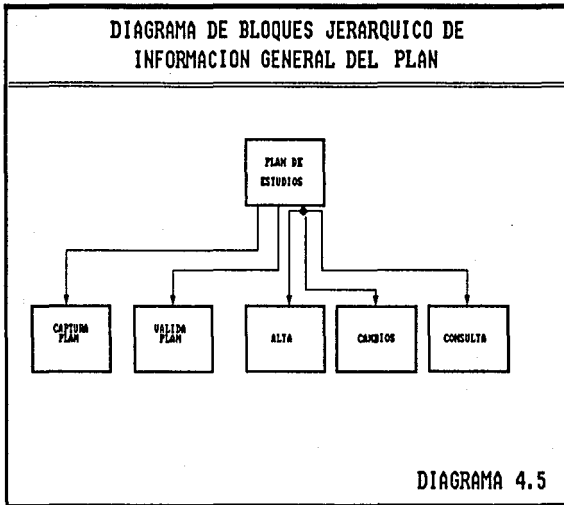 DIAGRAMA DE BLOQUES JERARQUICO DE
INFORMACION GENERAL DEL PLAN
PLAN DE
ESTUDIOS
CAPTURA
PLAN
VALIDA
PLAN
ALTA
CAMBIOS
CONSULTA
DIAGRAMA 4.5